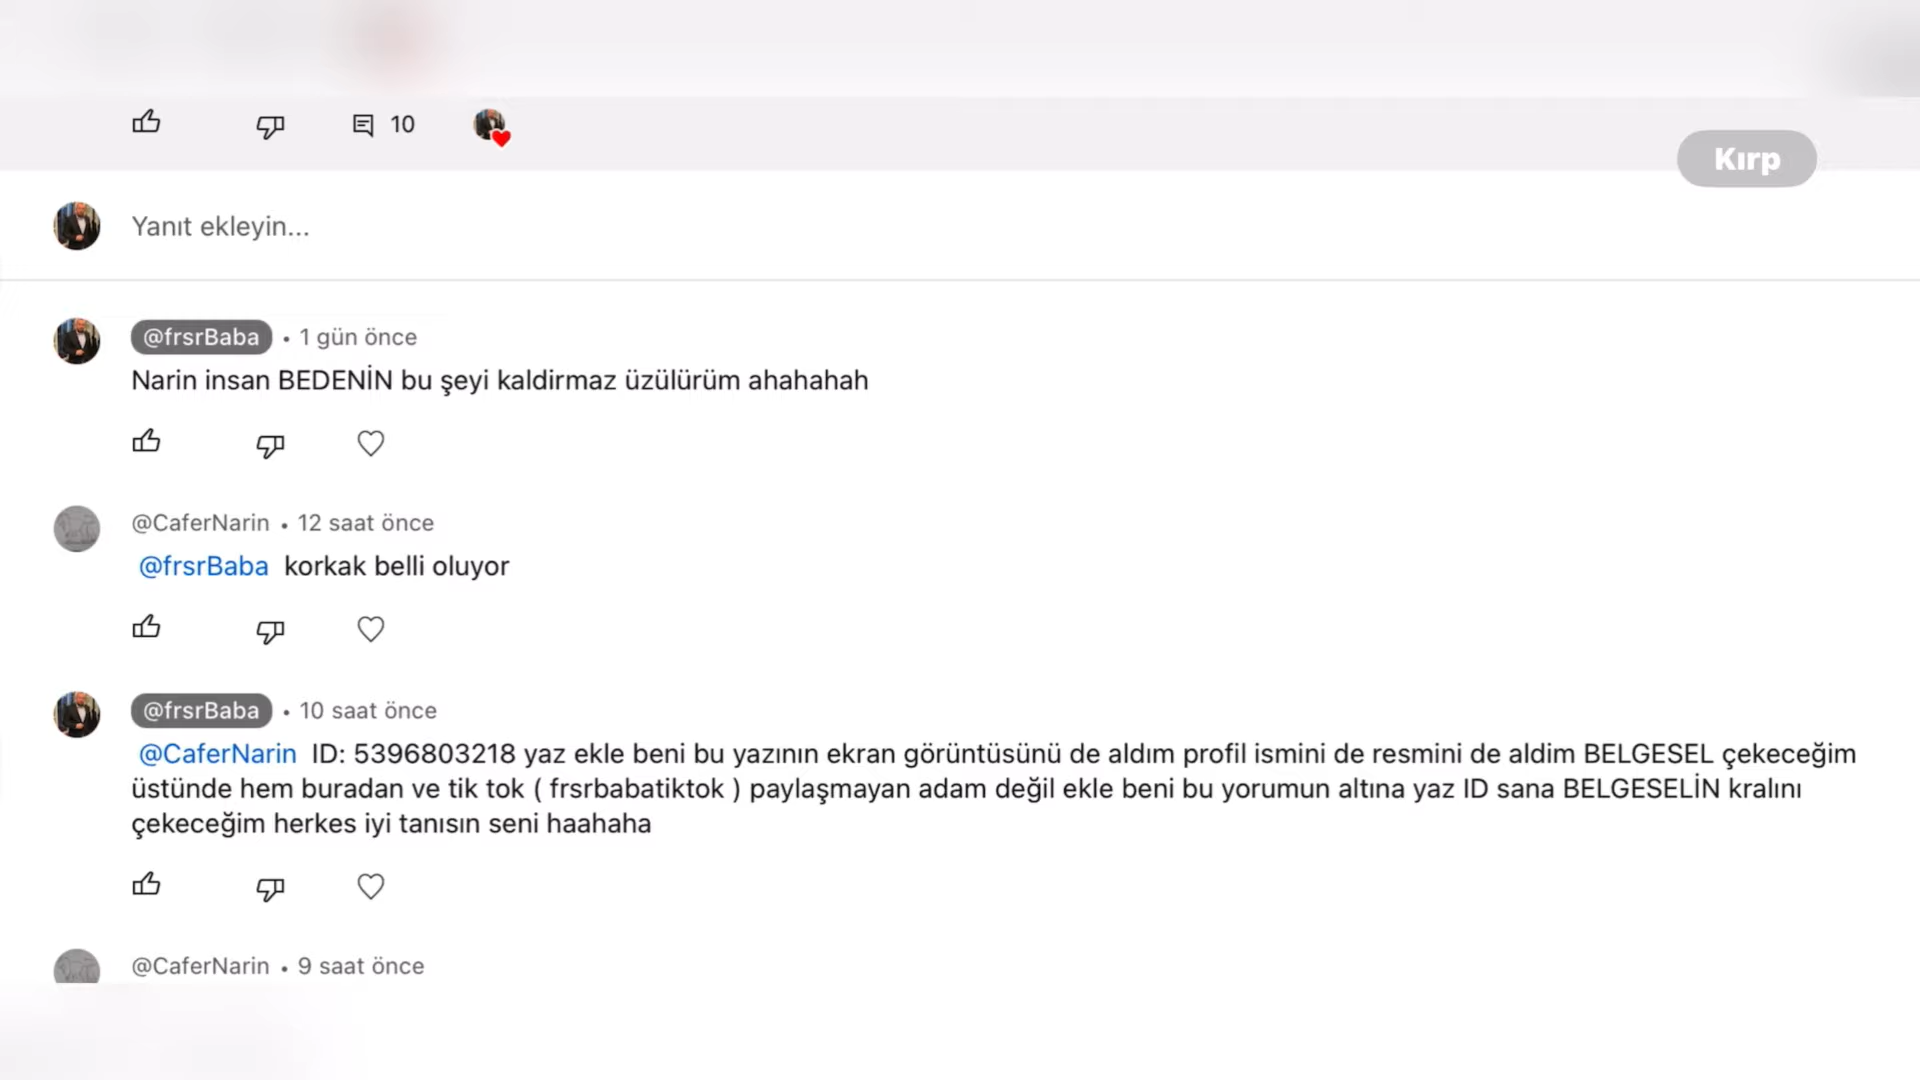 10
Kırp
Yanıt ekleyin...
@frsrBaba • 1 gün önce
Narin insan BEDENİN bu şeyi kaldirmaz üzülürüm ahahahah
@CaferNarin • 12 saat önce
@frsrBaba korkak belli oluyor
@frsrBaba • 10 saat önce
@CaferNarin ID: 5396803218 yaz ekle beni bu yazının ekran görüntüsünü de aldım profil ismini de resmini de aldim BELGESEL çekeceğim
üstünde hem buradan ve tik tok ( frsrbabatiktok ) paylaşmayan adam değil ekle beni bu yorumun altına yaz ID sana BELGESELİN kralını
çekeceğim herkes iyi tanısın seni haahaha
@CaferNarin • 9 saat önce